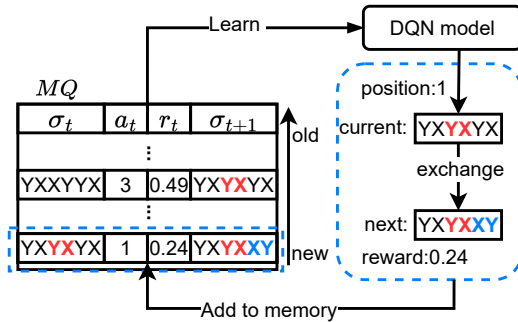 Learn
DQN model
MQ
σt at rt σt+1
old
⋮
YXXYYX 3 0.49 YXYXYX
⋮
YXYXYX 1 0.24 YXYXXY
new
Add to memory
position:1
current: YXYXYX
exchange
next: YXYXXY
reward:0.24